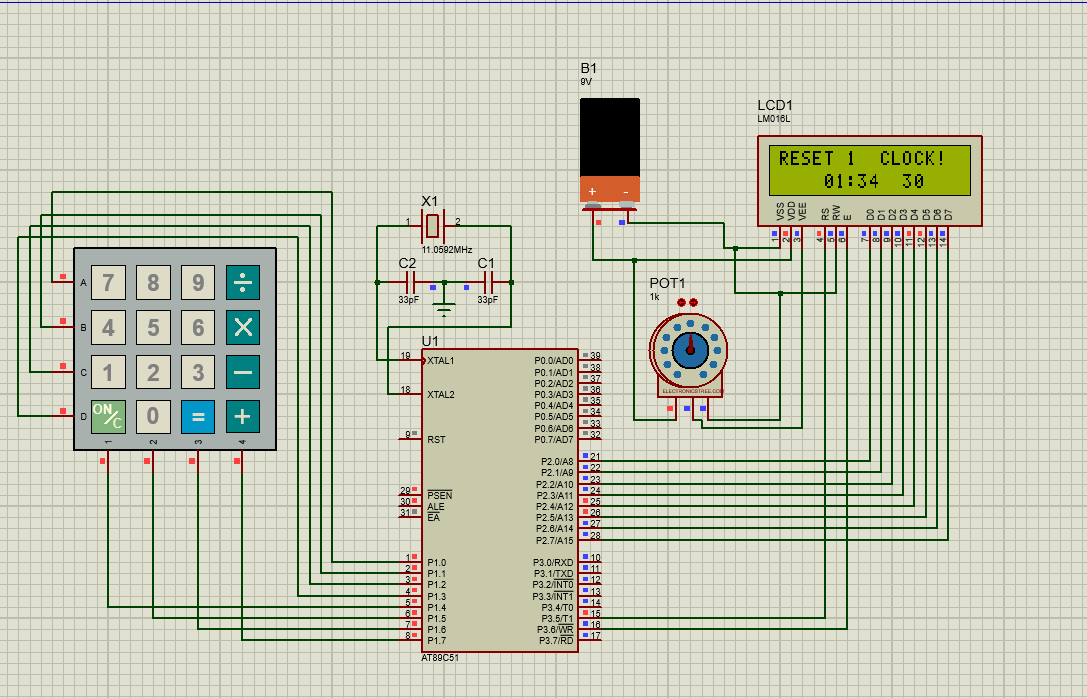 B1
9V
LCD1
LM016L
RESET 1 CLOCK!
01:34 30
VSS
VDD
VEE
RS
RW
E
D0
D1
D2
D3
D4
D5
D6
D7
1
2
3
4
5
6
7
8
9
10
11
12
13
14
+ -
X1
1 2
11.0592MHz
C2 C1
33pF 33pF
POT1
1k
ELECTRONICSTREE.COM
A 7 8 9 ÷
B 4 5 6 ×
C 1 2 3 −
D ON/C 0 = +
1 2 3 4
U1
19 XTAL1
18 XTAL2
9 RST
29 PSEN
30 ALE
31 EA
1 P1.0
2 P1.1
3 P1.2
4 P1.3
5 P1.4
6 P1.5
7 P1.6
8 P1.7
P0.0/AD0 39
P0.1/AD1 38
P0.2/AD2 37
P0.3/AD3 36
P0.4/AD4 35
P0.5/AD5 34
P0.6/AD6 33
P0.7/AD7 32
P2.0/A8 21
P2.1/A9 22
P2.2/A10 23
P2.3/A11 24
P2.4/A12 25
P2.5/A13 26
P2.6/A14 27
P2.7/A15 28
P3.0/RXD 10
P3.1/TXD 11
P3.2/INT0 12
P3.3/INT1 13
P3.4/T0 14
P3.5/T1 15
P3.6/WR 16
P3.7/RD 17
AT89C51